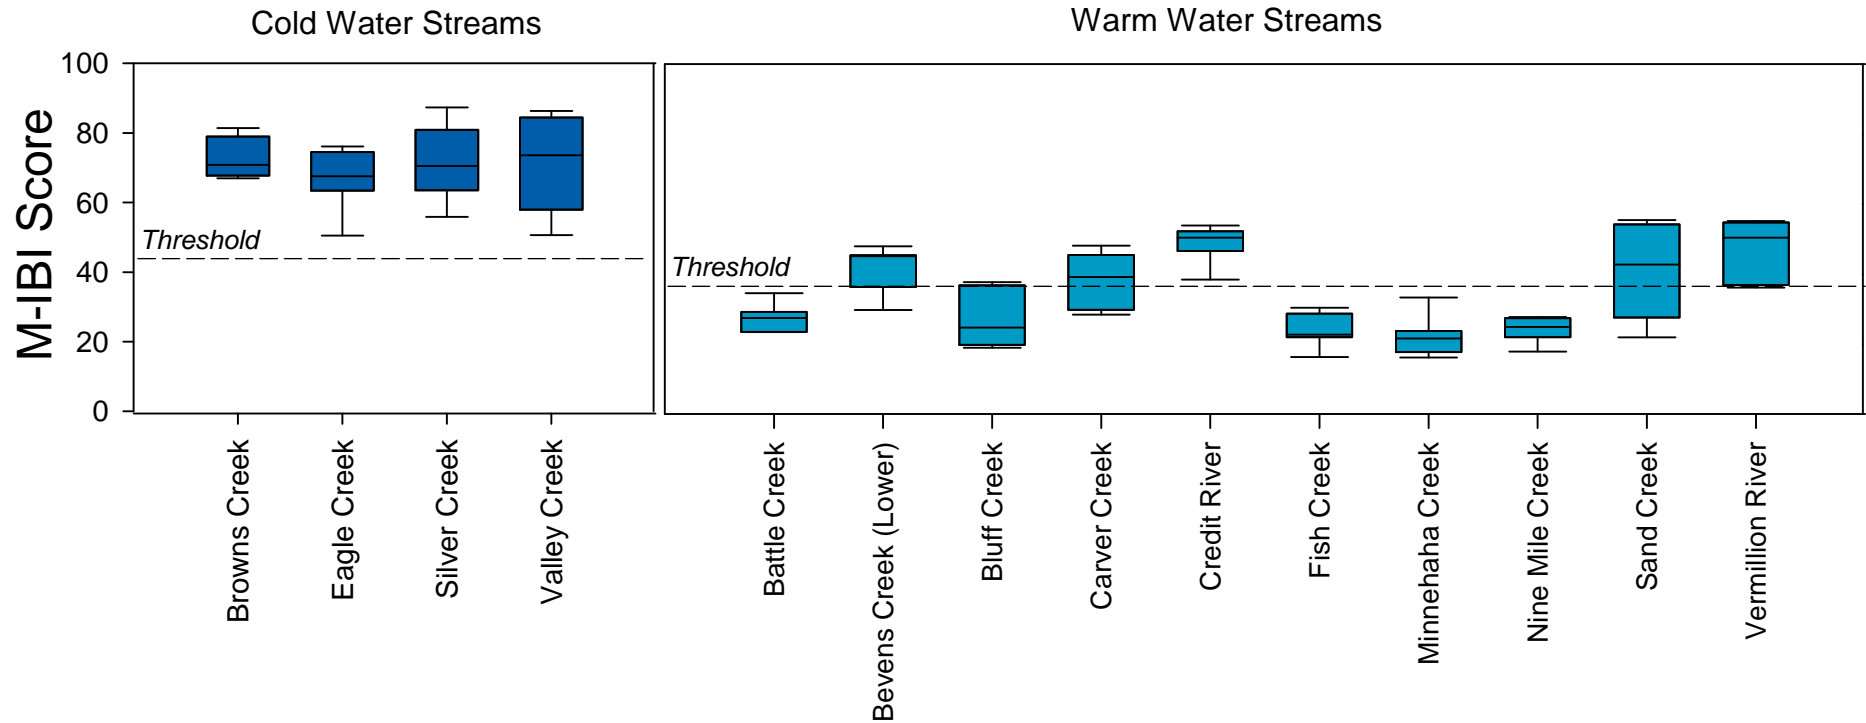 Cold Water Streams
Warm Water Streams
M-IBI Score
100
80
60
40
20
0
Threshold
Threshold
Browns Creek
Eagle Creek
Silver Creek
Valley Creek
Battle Creek
Bevens Creek (Lower)
Bluff Creek
Carver Creek
Credit River
Fish Creek
Minnehaha Creek
Nine Mile Creek
Sand Creek
Vermillion River